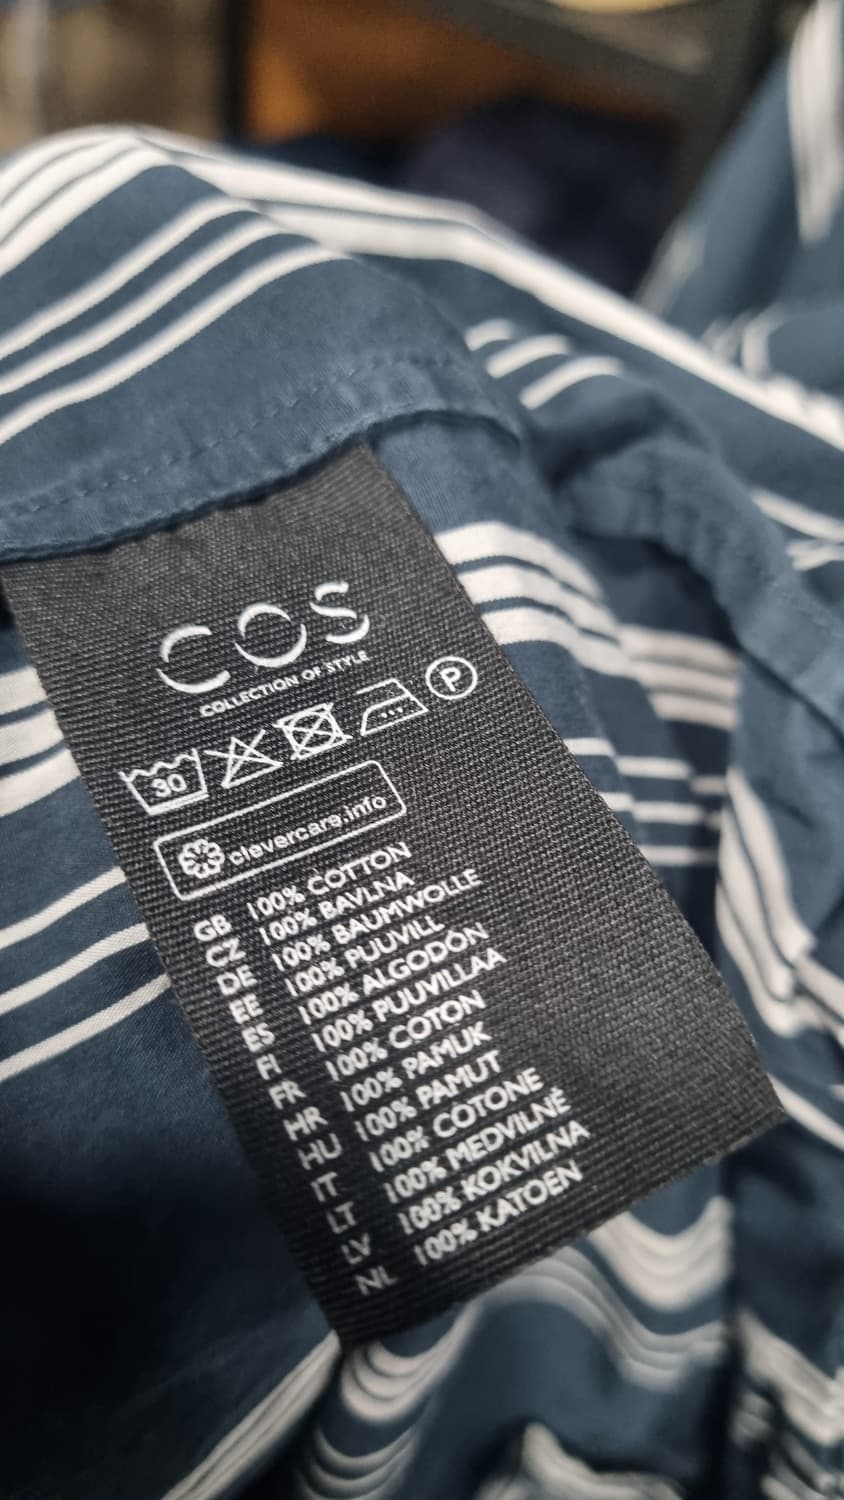 COS
COLLECTION OF STYLE
30 P
clevercare.info
GB 100% COTTON
CZ 100% BAVLNA
DE 100% BAUMWOLLE
EE 100% PUUVILL
ES 100% ALGODÓN
FI 100% PUUVILLAA
FR 100% COTON
HR 100% PAMUK
HU 100% PAMUT
IT 100% COTONE
LT 100% MEDVILNĖ
LV 100% KOKVILNA
NL 100% KATOEN